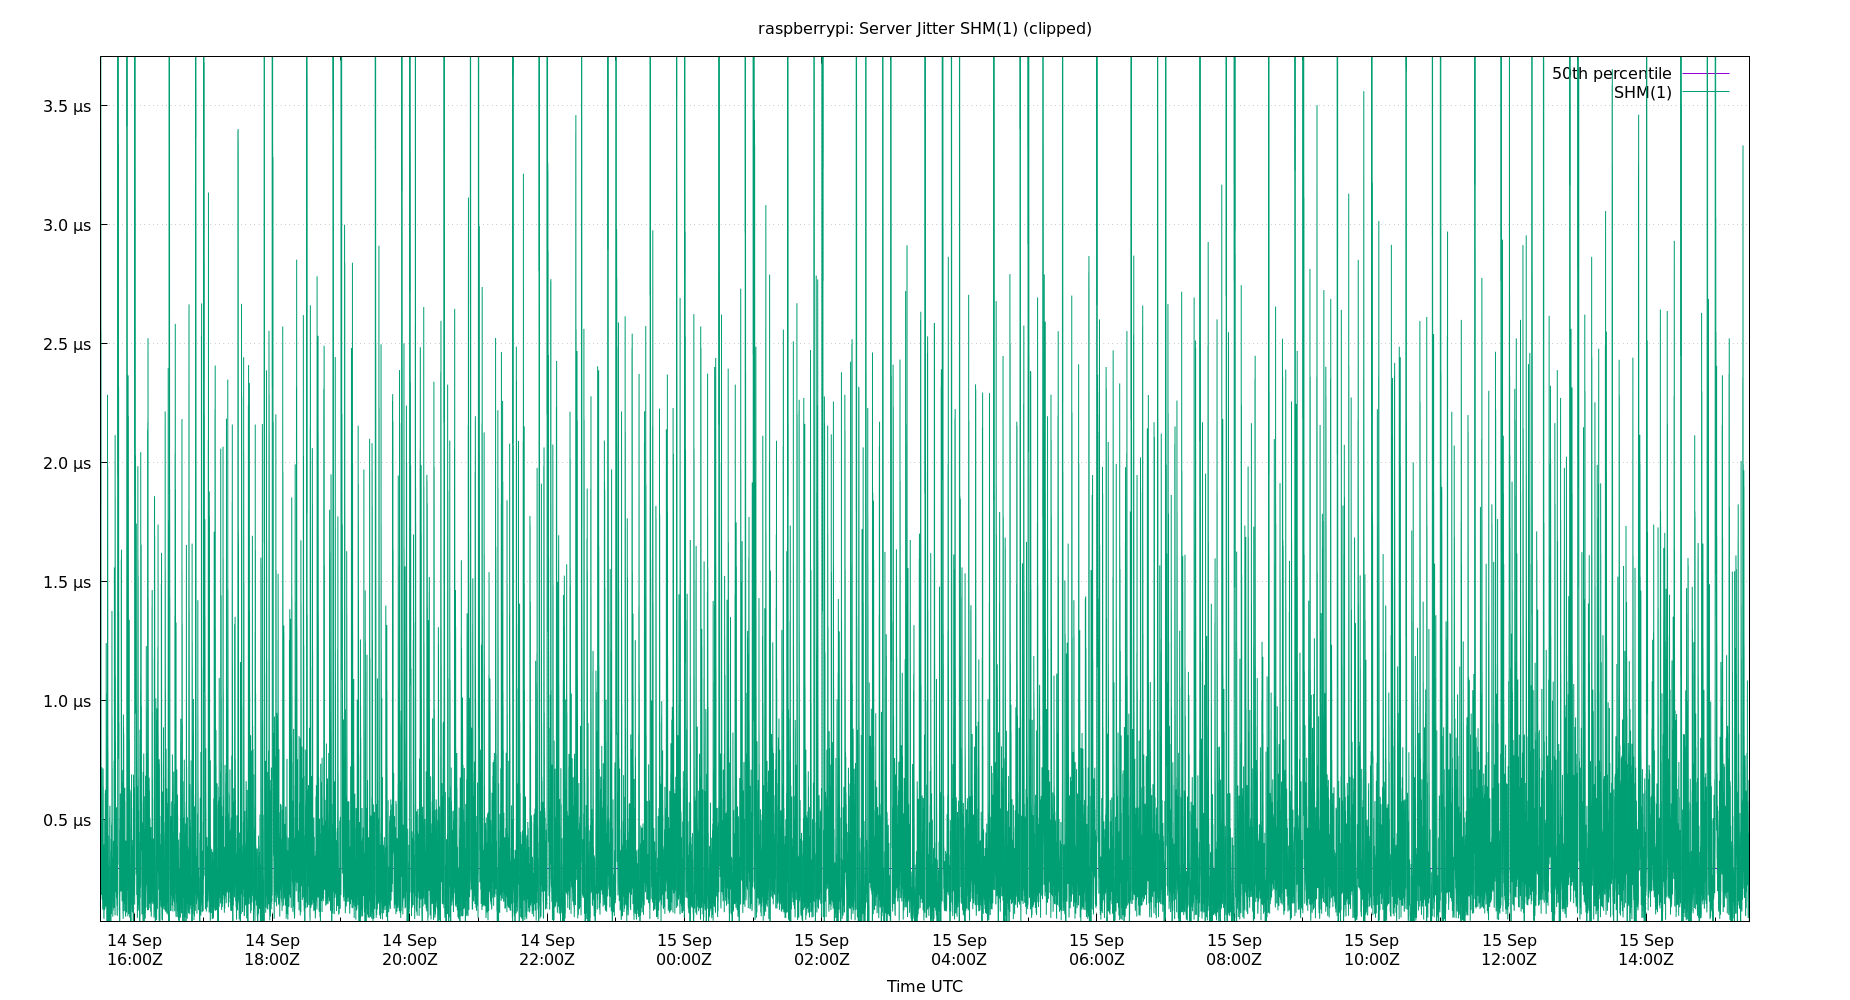 raspberrypi: Server Jitter SHM(1) (clipped)
50th percentile
SHM(1)
3.5 µs
3.0 µs
2.5 µs
2.0 µs
1.5 µs
1.0 µs
0.5 µs
14 Sep 14 Sep 14 Sep 14 Sep 15 Sep 15 Sep 15 Sep 15 Sep 15 Sep 15 Sep 15 Sep 15 Sep
16:00Z 18:00Z 20:00Z 22:00Z 00:00Z 02:00Z 04:00Z 06:00Z 08:00Z 10:00Z 12:00Z 14:00Z
Time UTC